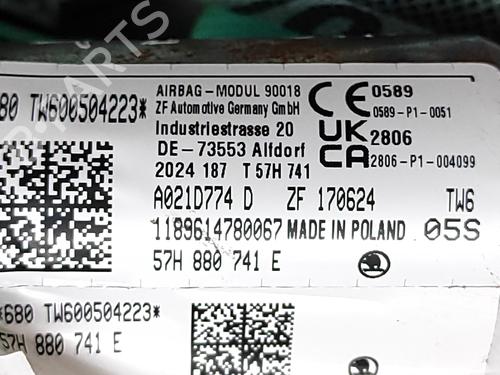 AIRBAG-MODUL 90018
ZF Automotive Germany GmbH
Industriestrasse 20
DE-73553 Alfdorf
2024 187 T 57H 741
CE 0589
0589-P1-0051
UKCA 2806
2806-P1-004099
680 TW600504223*
A021D774 D ZF 170624 TW6
1189614780067 MADE IN POLAND 05S
57H 880 741 E
*680 TW600504223*
57H 880 741 E